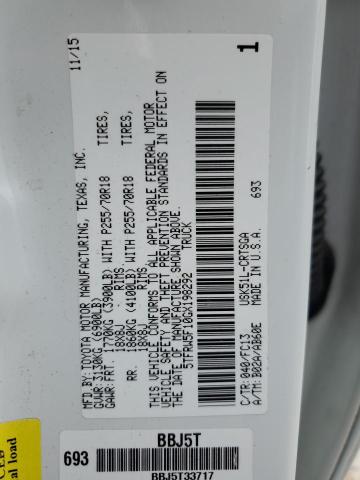 11/15
1
MFD.BY:TOYOTA MOTOR MANUFACTURING, TEXAS, INC.
GVWR:3130KG(6900LB)
GAWR:FRT. 1770KG(3900LB) WITH P255/70R18 TIRES,
18X8J RIMS,
RR. 1860KG(4100LB) WITH P255/70R18 TIRES,
18X8J RIMS.
THIS VEHICLE CONFORMS TO ALL APPLICABLE FEDERAL MOTOR
VEHICLE SAFETY AND THEFT PREVENTION STANDARDS IN EFFECT ON
THE DATE OF MANUFACTURE SHOWN ABOVE.
5TFRW5F10GX198292 TRUCK
C/TR: 040/FC13 USK51L-CRTSGA 693
A/TM: B02A/AB60E MADE IN U.S.A.
693
BBJ5T
BBJ5T33717
al load